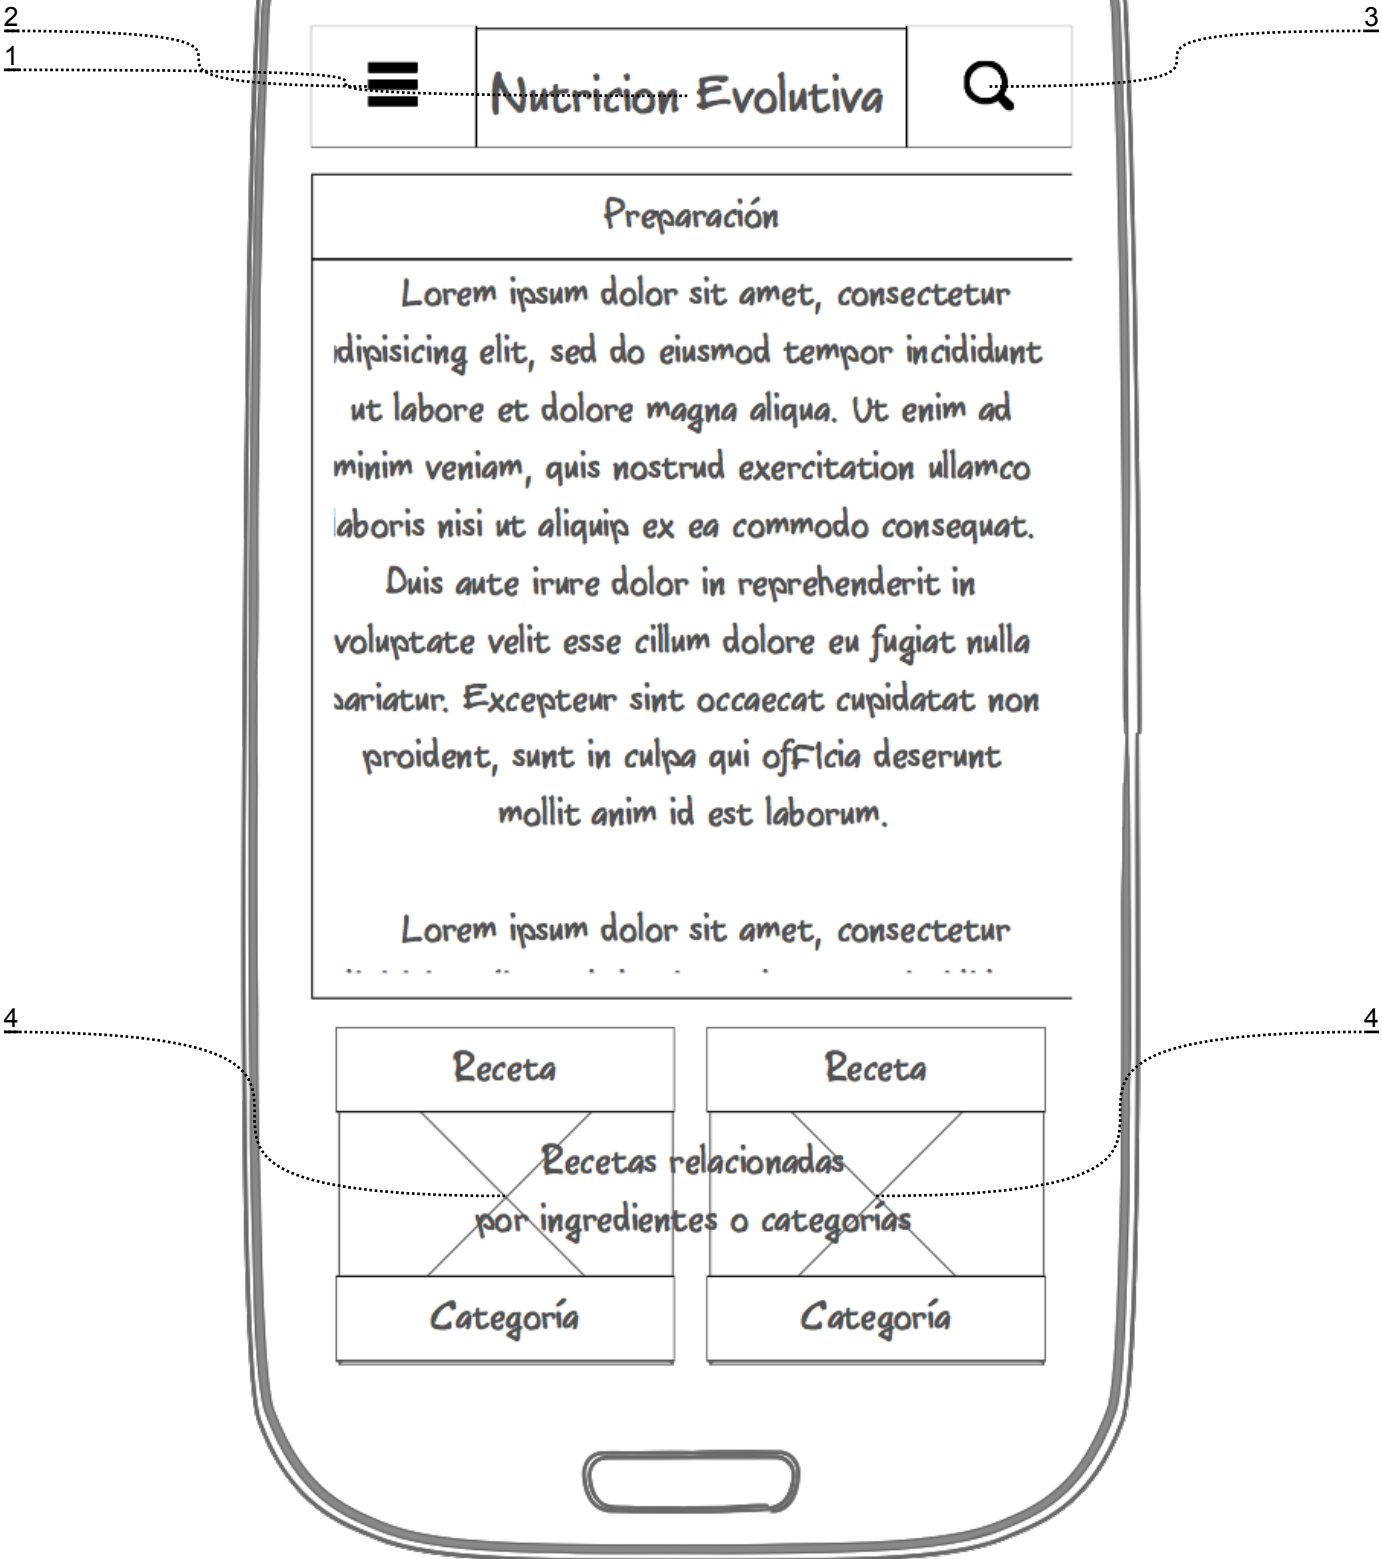 2
3
1
Nutricion Evolutiva
Preparación
Lorem ipsum dolor sit amet, consectetur
dipisicing elit, sed do eiusmod tempor incididunt
ut labore et dolore magna aliqua. Ut enim ad
minim veniam, quis nostrud exercitation ullamco
laboris nisi ut aliquip ex ea commodo consequat.
Duis aute irure dolor in reprehenderit in
voluptate velit esse cillum dolore eu fugiat nulla
pariatur. Excepteur sint occaecat cupidatat non
proident, sunt in culpa qui ofFIcia deserunt
mollit anim id est laborum.
Lorem ipsum dolor sit amet, consectetur
4
4
Receta
Receta
Recetas relacionadas
por ingredientes o categorías
Categoría
Categoría